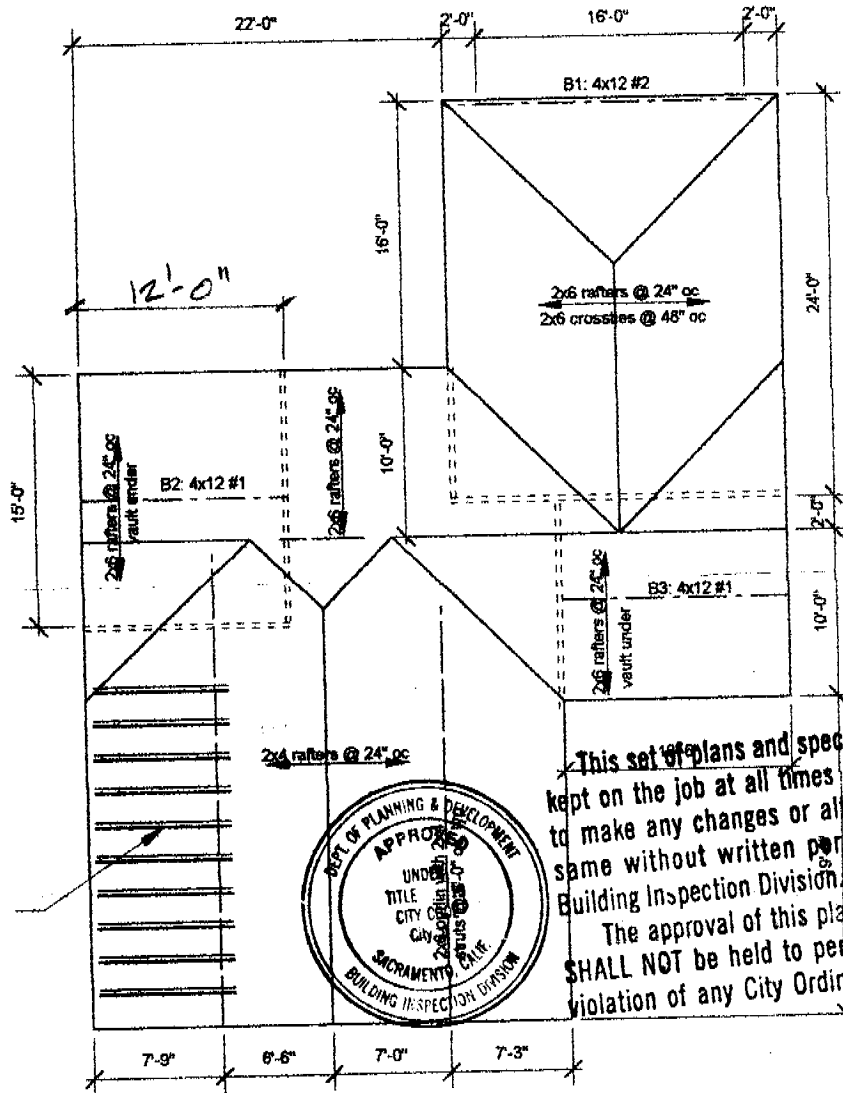 22'-0"
2'-0"
16'-0"
2'-0"
B1: 4x12 #2
16'-0"
24'-0"
12'-0"
2x6 rafters @ 24" oc
2x6 crossties @ 48" oc
15'-0"
2x6 rafters @ 24" oc
vault under
B2: 4x12 #1
2x6 rafters @ 24" oc
10'-0"
2'-0"
2x6 rafters @ 24" oc
vault under
B3: 4x12 #1
10'-0"
2x4 rafters @ 24" oc
This set of plans and spec
kept on the job at all times
to make any changes or alt
same without written per
Building Inspection Division.
The approval of this pla
SHALL NOT be held to per
violation of any City Ordin
DEPT. OF PLANNING & DEVELOPMENT
APPROVED
UNDE
TITLE
CITY C
City
SACRAMENTO, CALIF.
BUILDING INSPECTION DIVISION
7'-9"
6'-6"
7'-0"
7'-3"